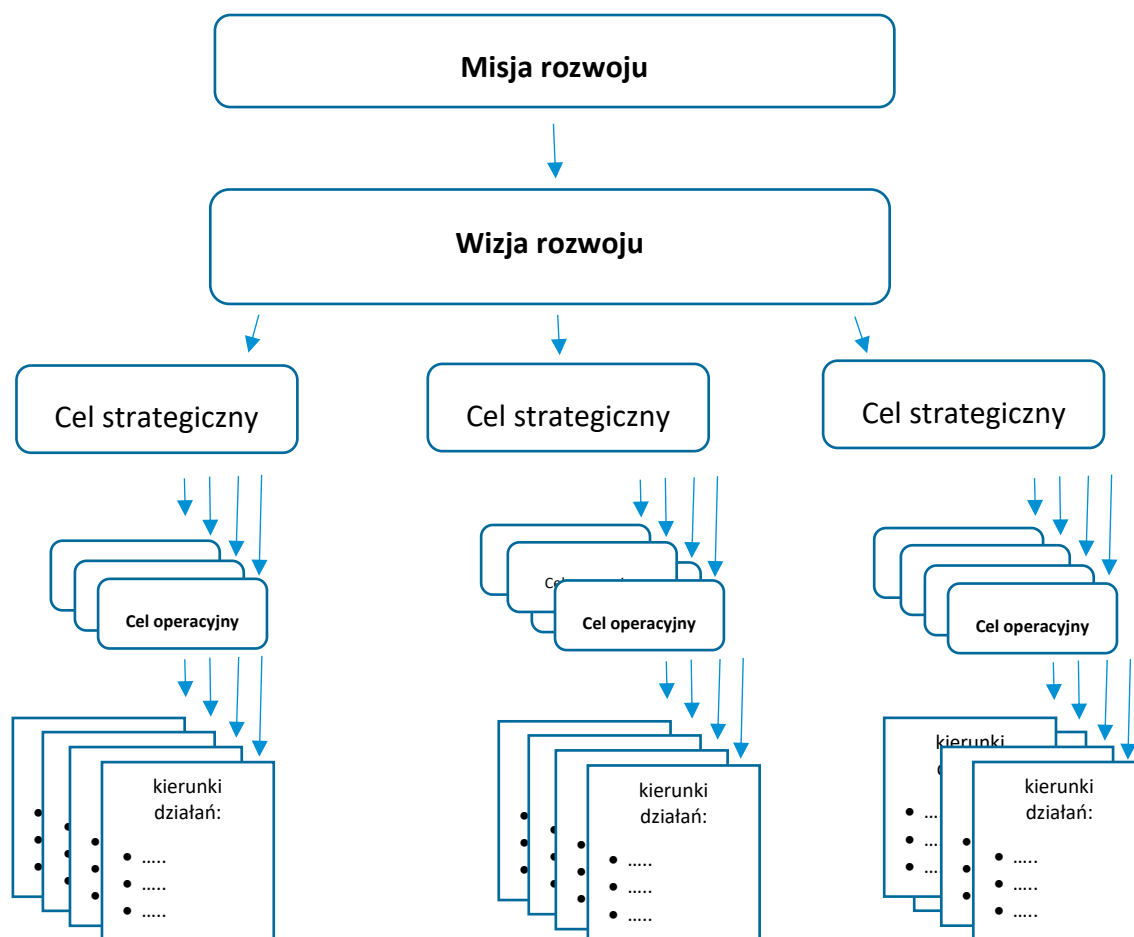 Misja rozwoju
Wizja rozwoju
Cel strategiczny
Cel strategiczny
Cel strategiczny
Cel operacyjny
Cel operacyjny
Cel operacyjny
kierunki
działań:
• .....
• .....
• .....
kierunki
działań:
• .....
• .....
• .....
kierunki
• .....
• .....
• .....
kierunki
działań:
• .....
• .....
• .....